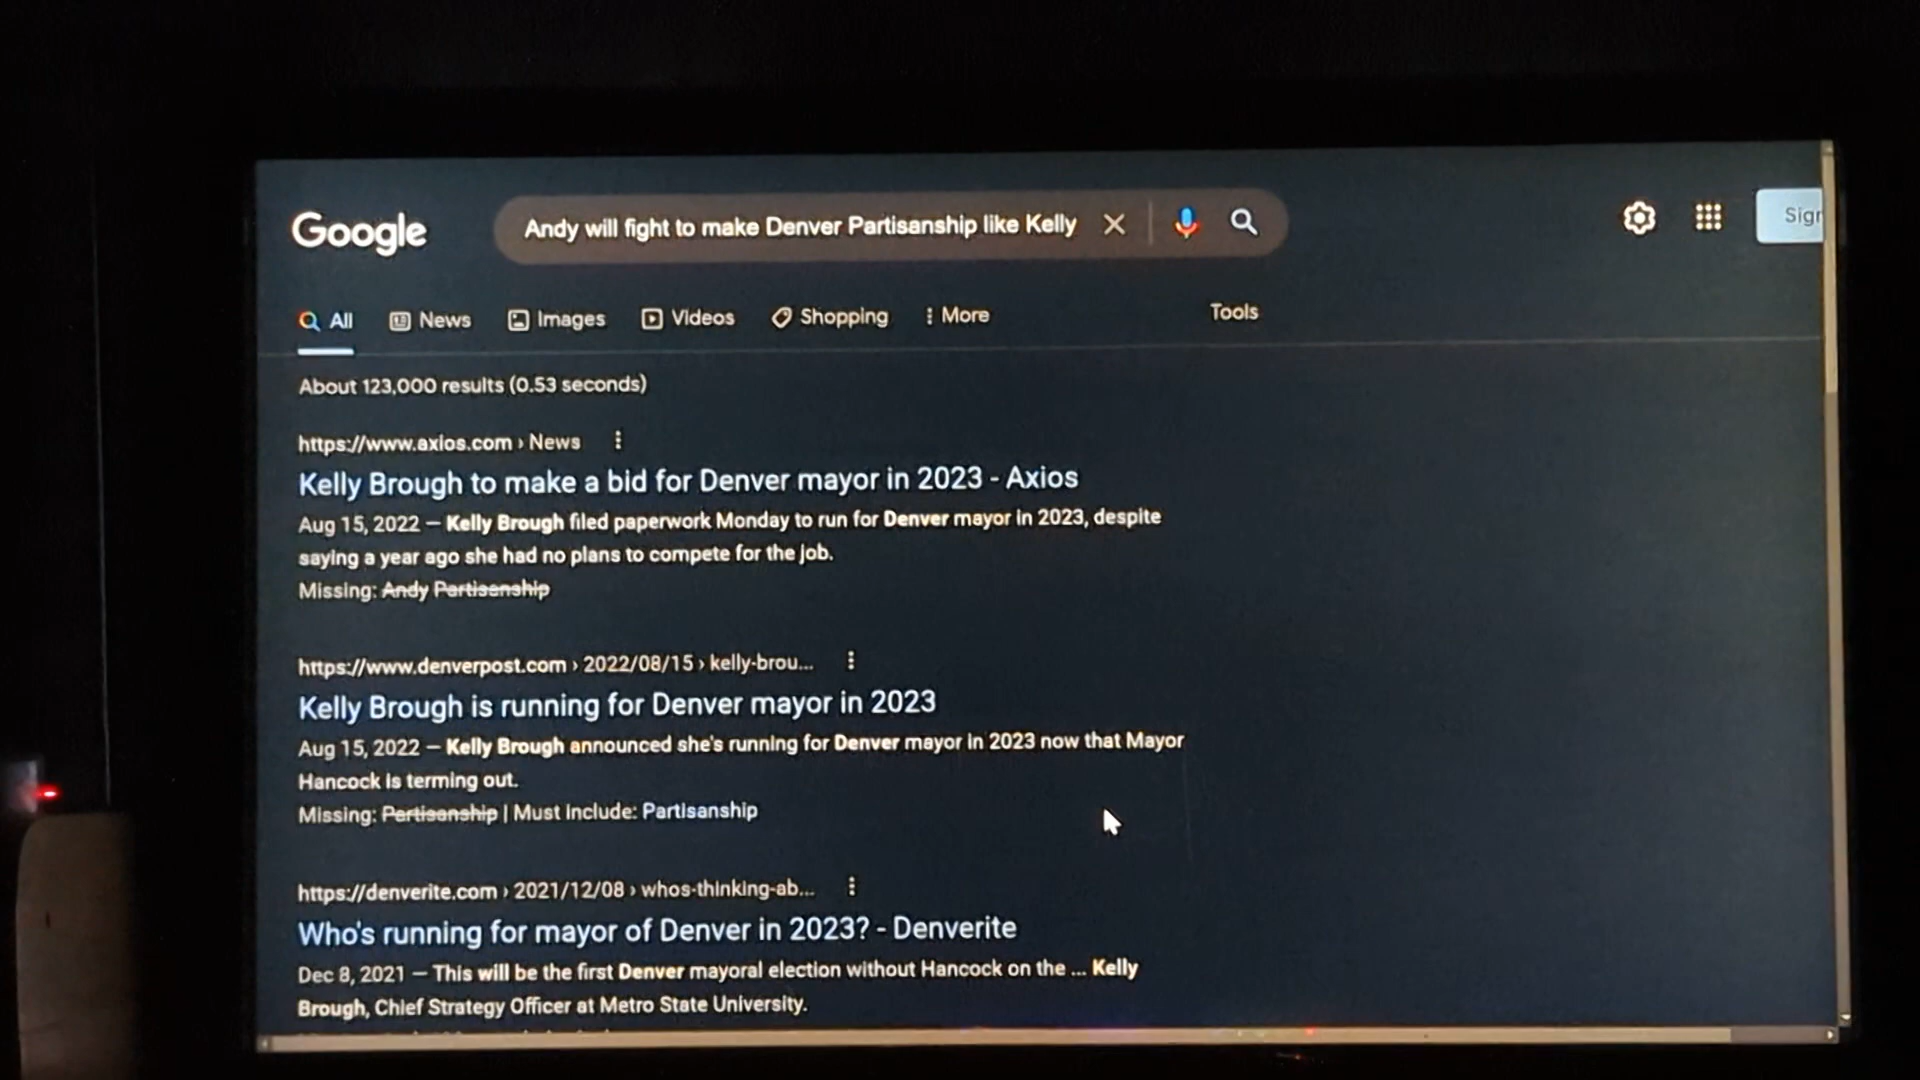 Google
Andy will fight to make Denver Partisanship like Kelly
Sign
All
News
Images
Videos
Shopping
More
Tools
About 123,000 results (0.53 seconds)
https://www.axios.com › News
Kelly Brough to make a bid for Denver mayor in 2023 - Axios
Aug 15, 2022 — Kelly Brough filed paperwork Monday to run for Denver mayor in 2023, despite
saying a year ago she had no plans to compete for the job.
Missing: Andy Partisanship
https://www.denverpost.com › 2022/08/15 › kelly-brou...
Kelly Brough is running for Denver mayor in 2023
Aug 15, 2022 — Kelly Brough announced she's running for Denver mayor in 2023 now that Mayor
Hancock is terming out.
Missing: Partisanship | Must include: Partisanship
https://denverite.com › 2021/12/08 › whos-thinking-ab...
Who's running for mayor of Denver in 2023? - Denverite
Dec 8, 2021 — This will be the first Denver mayoral election without Hancock on the ... Kelly
Brough, Chief Strategy Officer at Metro State University.